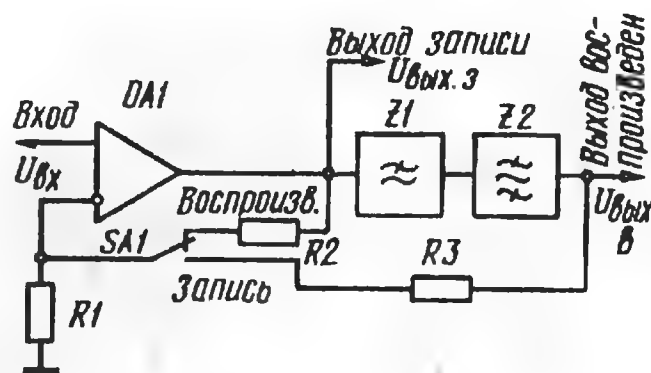 Выход записи
Uвых. з
DA1
Вход
Uвх
Z1
Z2
Выход вос-
произведен
Uвых
в
Воспроизв.
SA1
R2
R3
Запись
R1